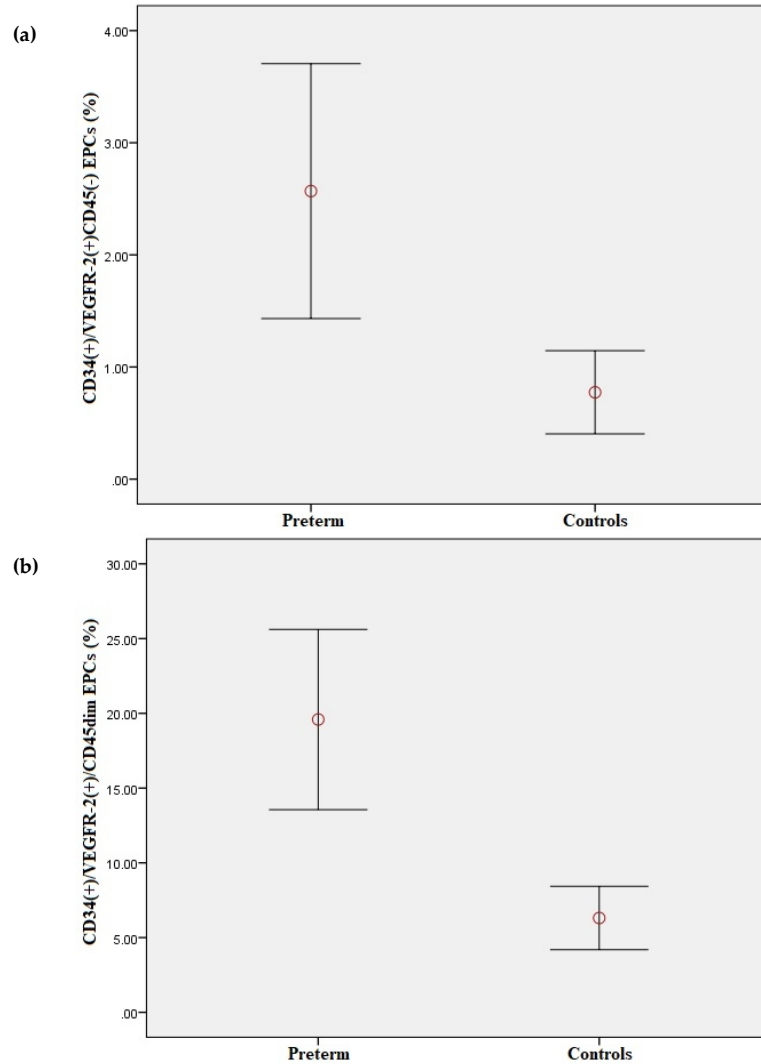 (a)
CD34(+)/VEGFR-2(+)CD45(-) EPCs (%)
4.00
3.00
2.00
1.00
.00
Preterm Controls
(b)
CD34(+)/VEGFR-2(+)/CD45dim EPCs (%)
30.00
25.00
20.00
15.00
10.00
5.00
.00
Preterm Controls